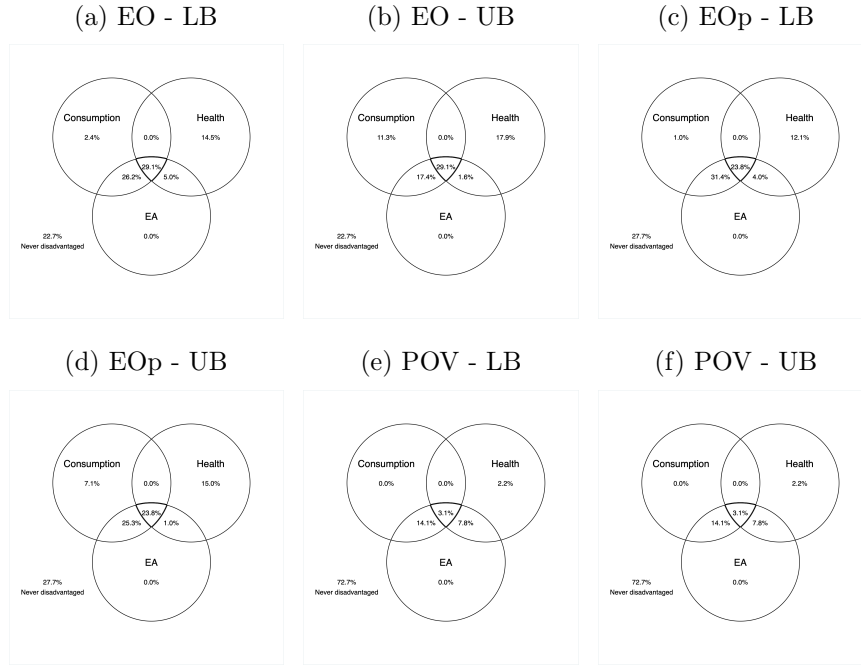 (a) EO - LB
(b) EO - UB
(c) EOp - LB
Consumption
Health
2.4%
0.0%
14.5%
29.1%
26.2%
5.0%
EA
0.0%
22.7%
Never disadvantaged
Consumption
Health
11.3%
0.0%
17.9%
29.1%
17.4%
1.6%
EA
0.0%
22.7%
Never disadvantaged
Consumption
Health
1.0%
0.0%
12.1%
23.8%
31.4%
4.0%
EA
0.0%
27.7%
Never disadvantaged
(d) EOp - UB
(e) POV - LB
(f) POV - UB
Consumption
Health
7.1%
0.0%
15.0%
23.8%
25.3%
1.0%
EA
0.0%
27.7%
Never disadvantaged
Consumption
Health
0.0%
0.0%
2.2%
3.1%
14.1%
7.8%
EA
0.0%
72.7%
Never disadvantaged
Consumption
Health
0.0%
0.0%
2.2%
3.1%
14.1%
7.8%
EA
0.0%
72.7%
Never disadvantaged